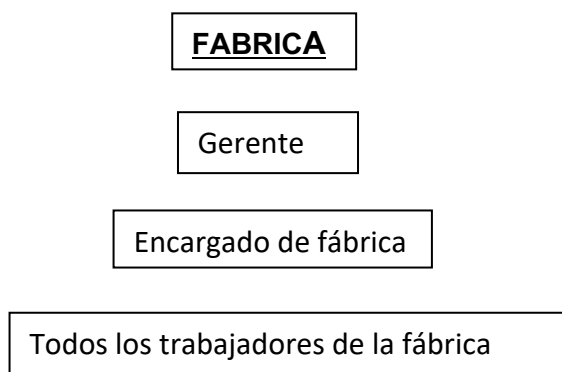 FABRICA
Gerente
Encargado de fábrica
Todos los trabajadores de la fábrica